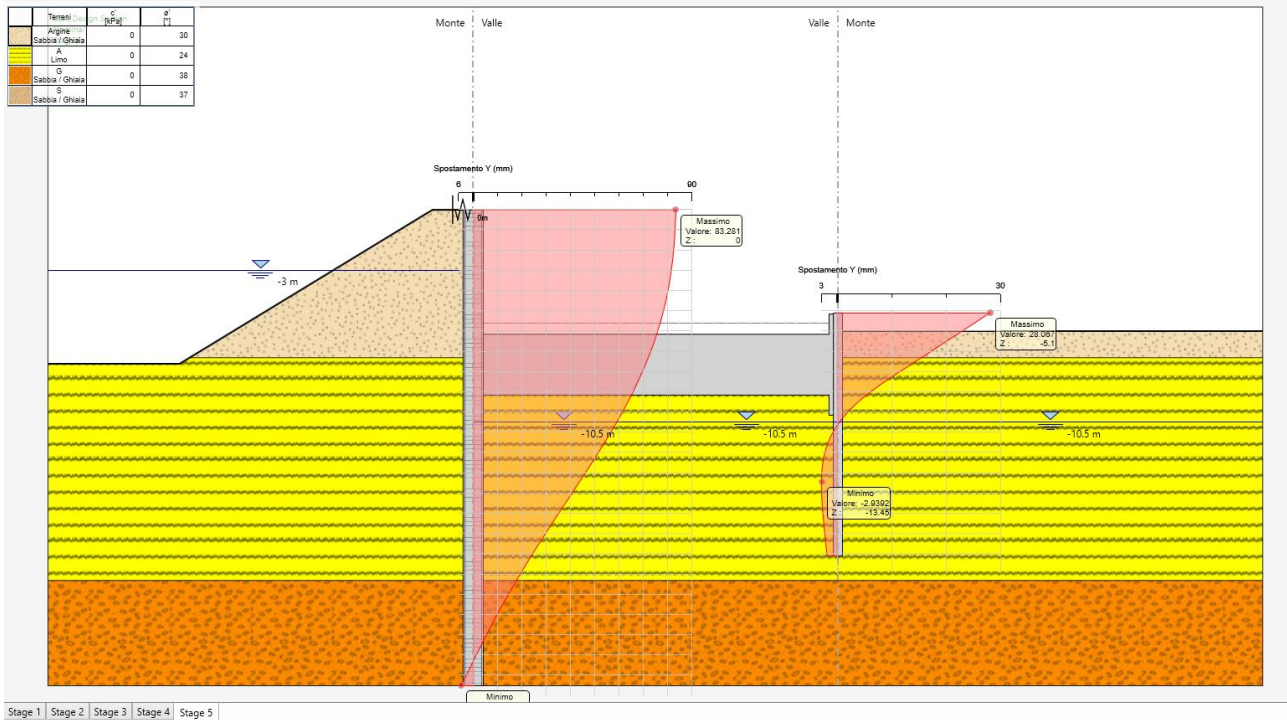 Terreni
c'
[kPa]
ø'
[°]
Argine
Sabbia / Ghiaia
0
30
A
Limo
0
24
G
Sabbia / Ghiaia
0
38
S
Sabbia / Ghiaia
0
37
Monte
Valle
Valle
Monte
Spostamento Y (mm)
6
90
0m
Massimo
Valore: 83.281
Z : 0
-3 m
Spostamento Y (mm)
3
30
Massimo
Valore: 28.067
Z : -5.1
-10.5 m
-10.5 m
-10.5 m
Minimo
Valore: -2.9392
Z : -13.45
Minimo
Stage 1
Stage 2
Stage 3
Stage 4
Stage 5